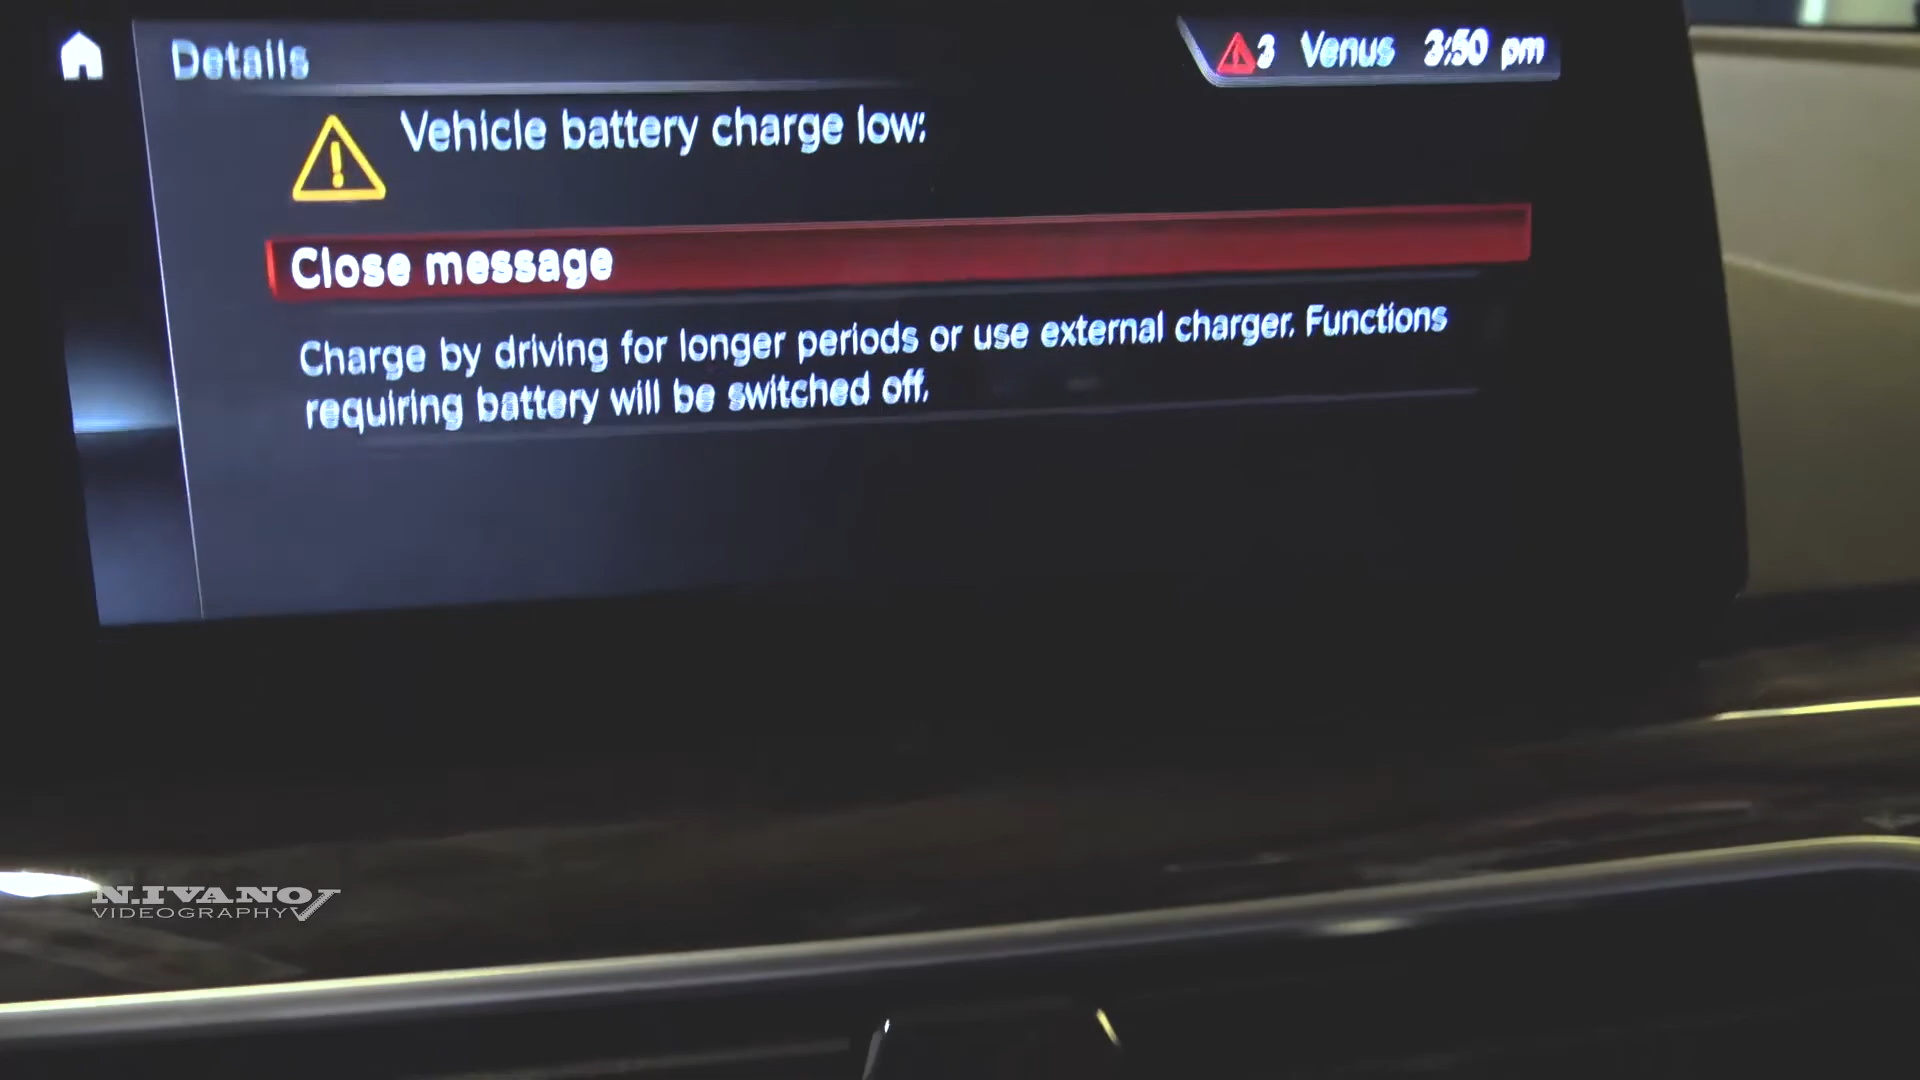 Details
3 Venus 3:50 pm
Vehicle battery charge low:
Close message
Charge by driving for longer periods or use external charger. Functions
requiring battery will be switched off.
N.IVANOV
VIDEOGRAPHY